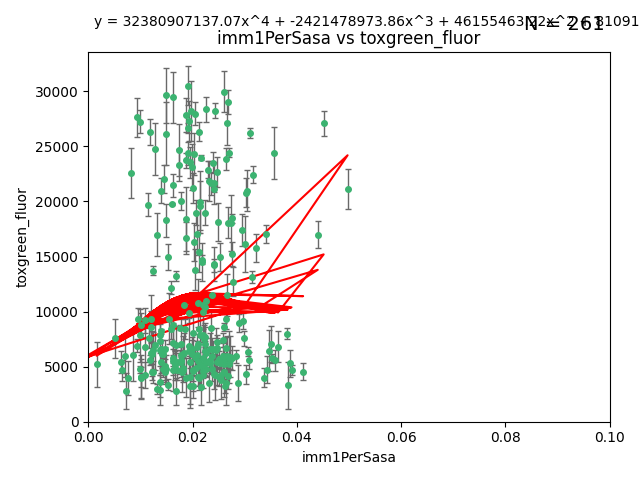 y = 32380907137.07x^4 + -2421478973.86x^3 + 46155463
N = 261
imm1PerSasa vs toxgreen_fluor
30000
25000
20000
15000
10000
5000
0
toxgreen_fluor
0.00 0.02 0.04 0.06 0.08 0.10
imm1PerSasa